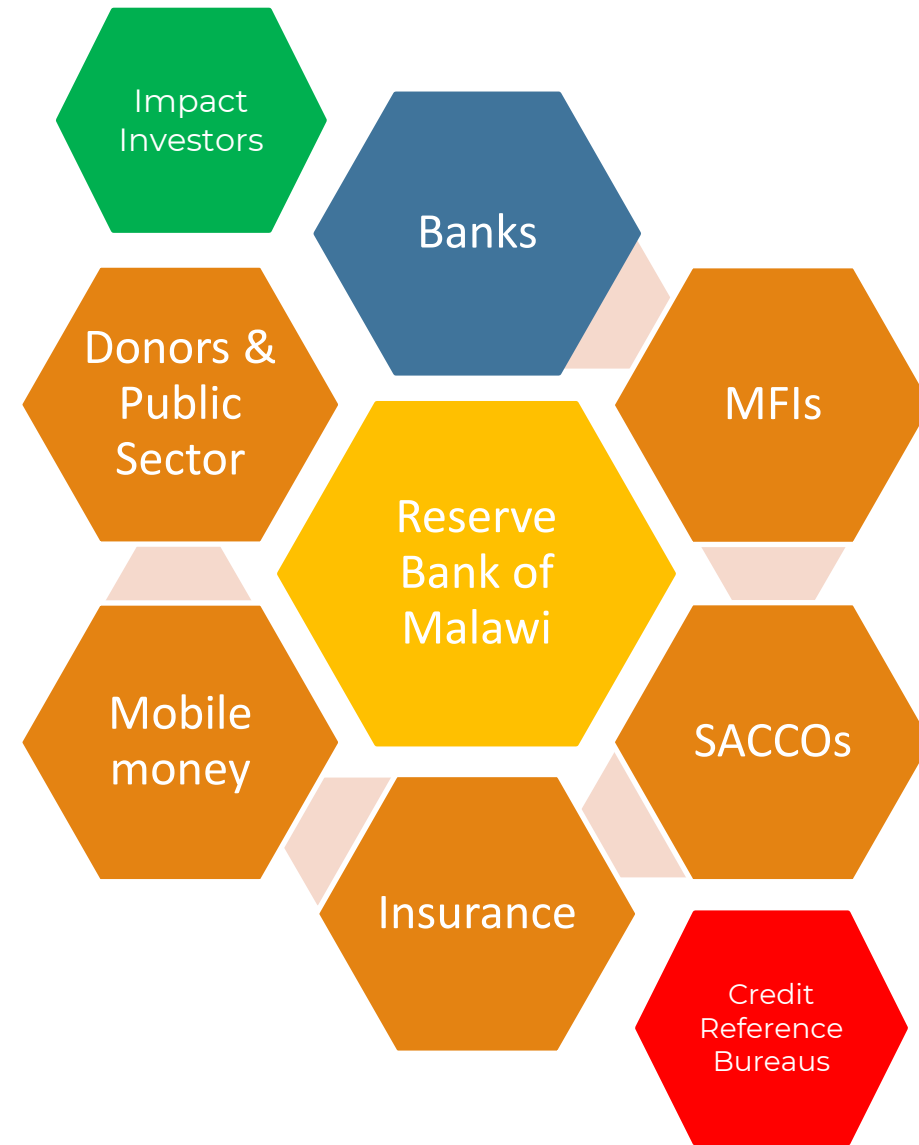 Impact
Investors
Banks
Donors &
Public
Sector
MFIs
Reserve
Bank of
Malawi
Mobile
money
SACCOs
Insurance
Credit
Reference
Bureaus